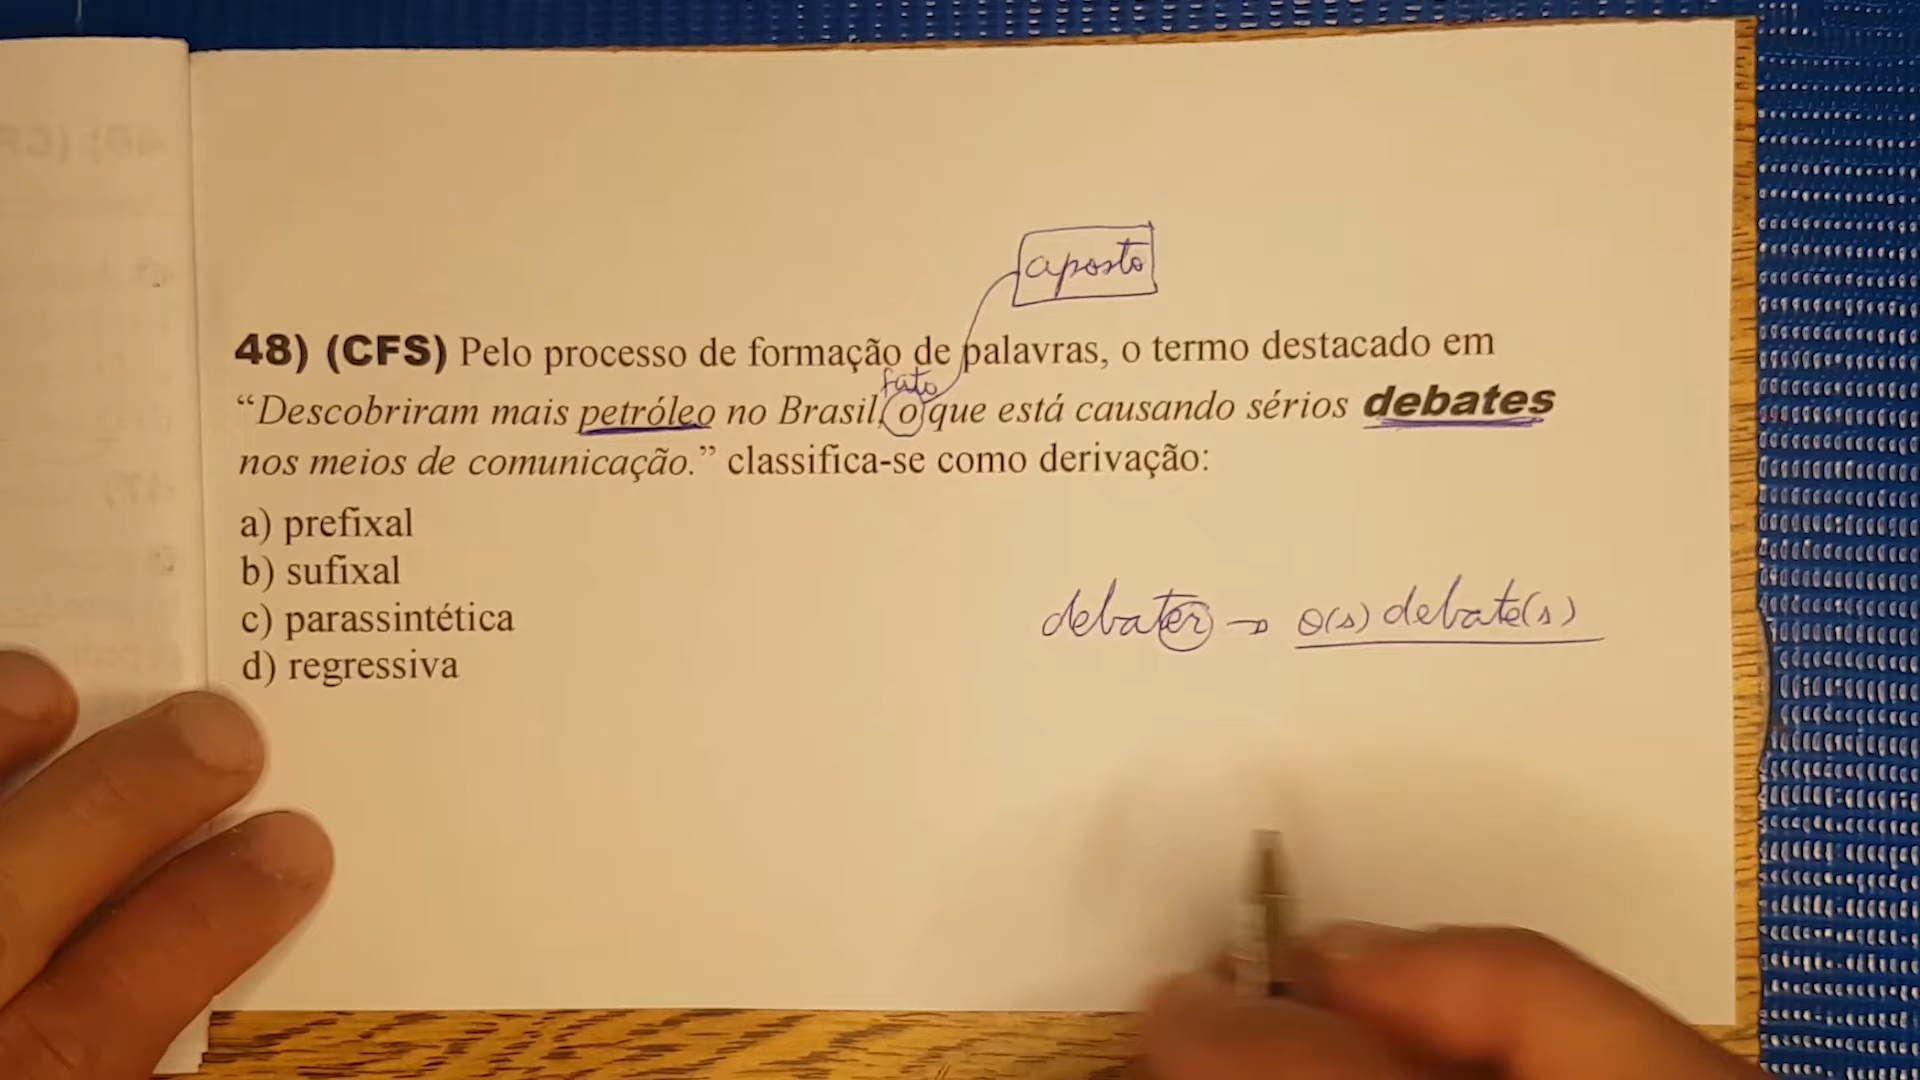 aposto
48) (CFS) Pelo processo de formação de palavras, o termo destacado em
fato
“Descobriram mais petróleo no Brasil, o que está causando sérios debates
nos meios de comunicação.” classifica-se como derivação:
a) prefixal
b) sufixal
c) parassintética
d) regressiva
debater → o(s) debate(s)